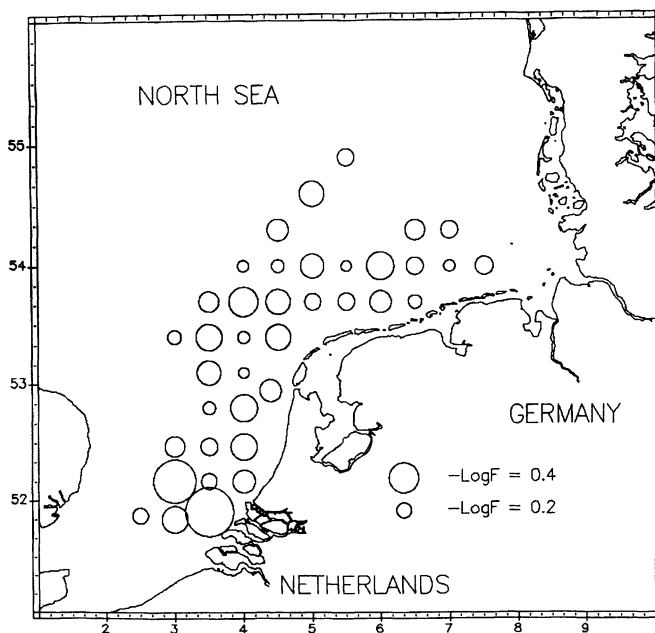 NORTH SEA
55
54
53
GERMANY
-LogF = 0.4
52
-LogF = 0.2
NETHERLANDS
2 3 4 5 6 7 8 9